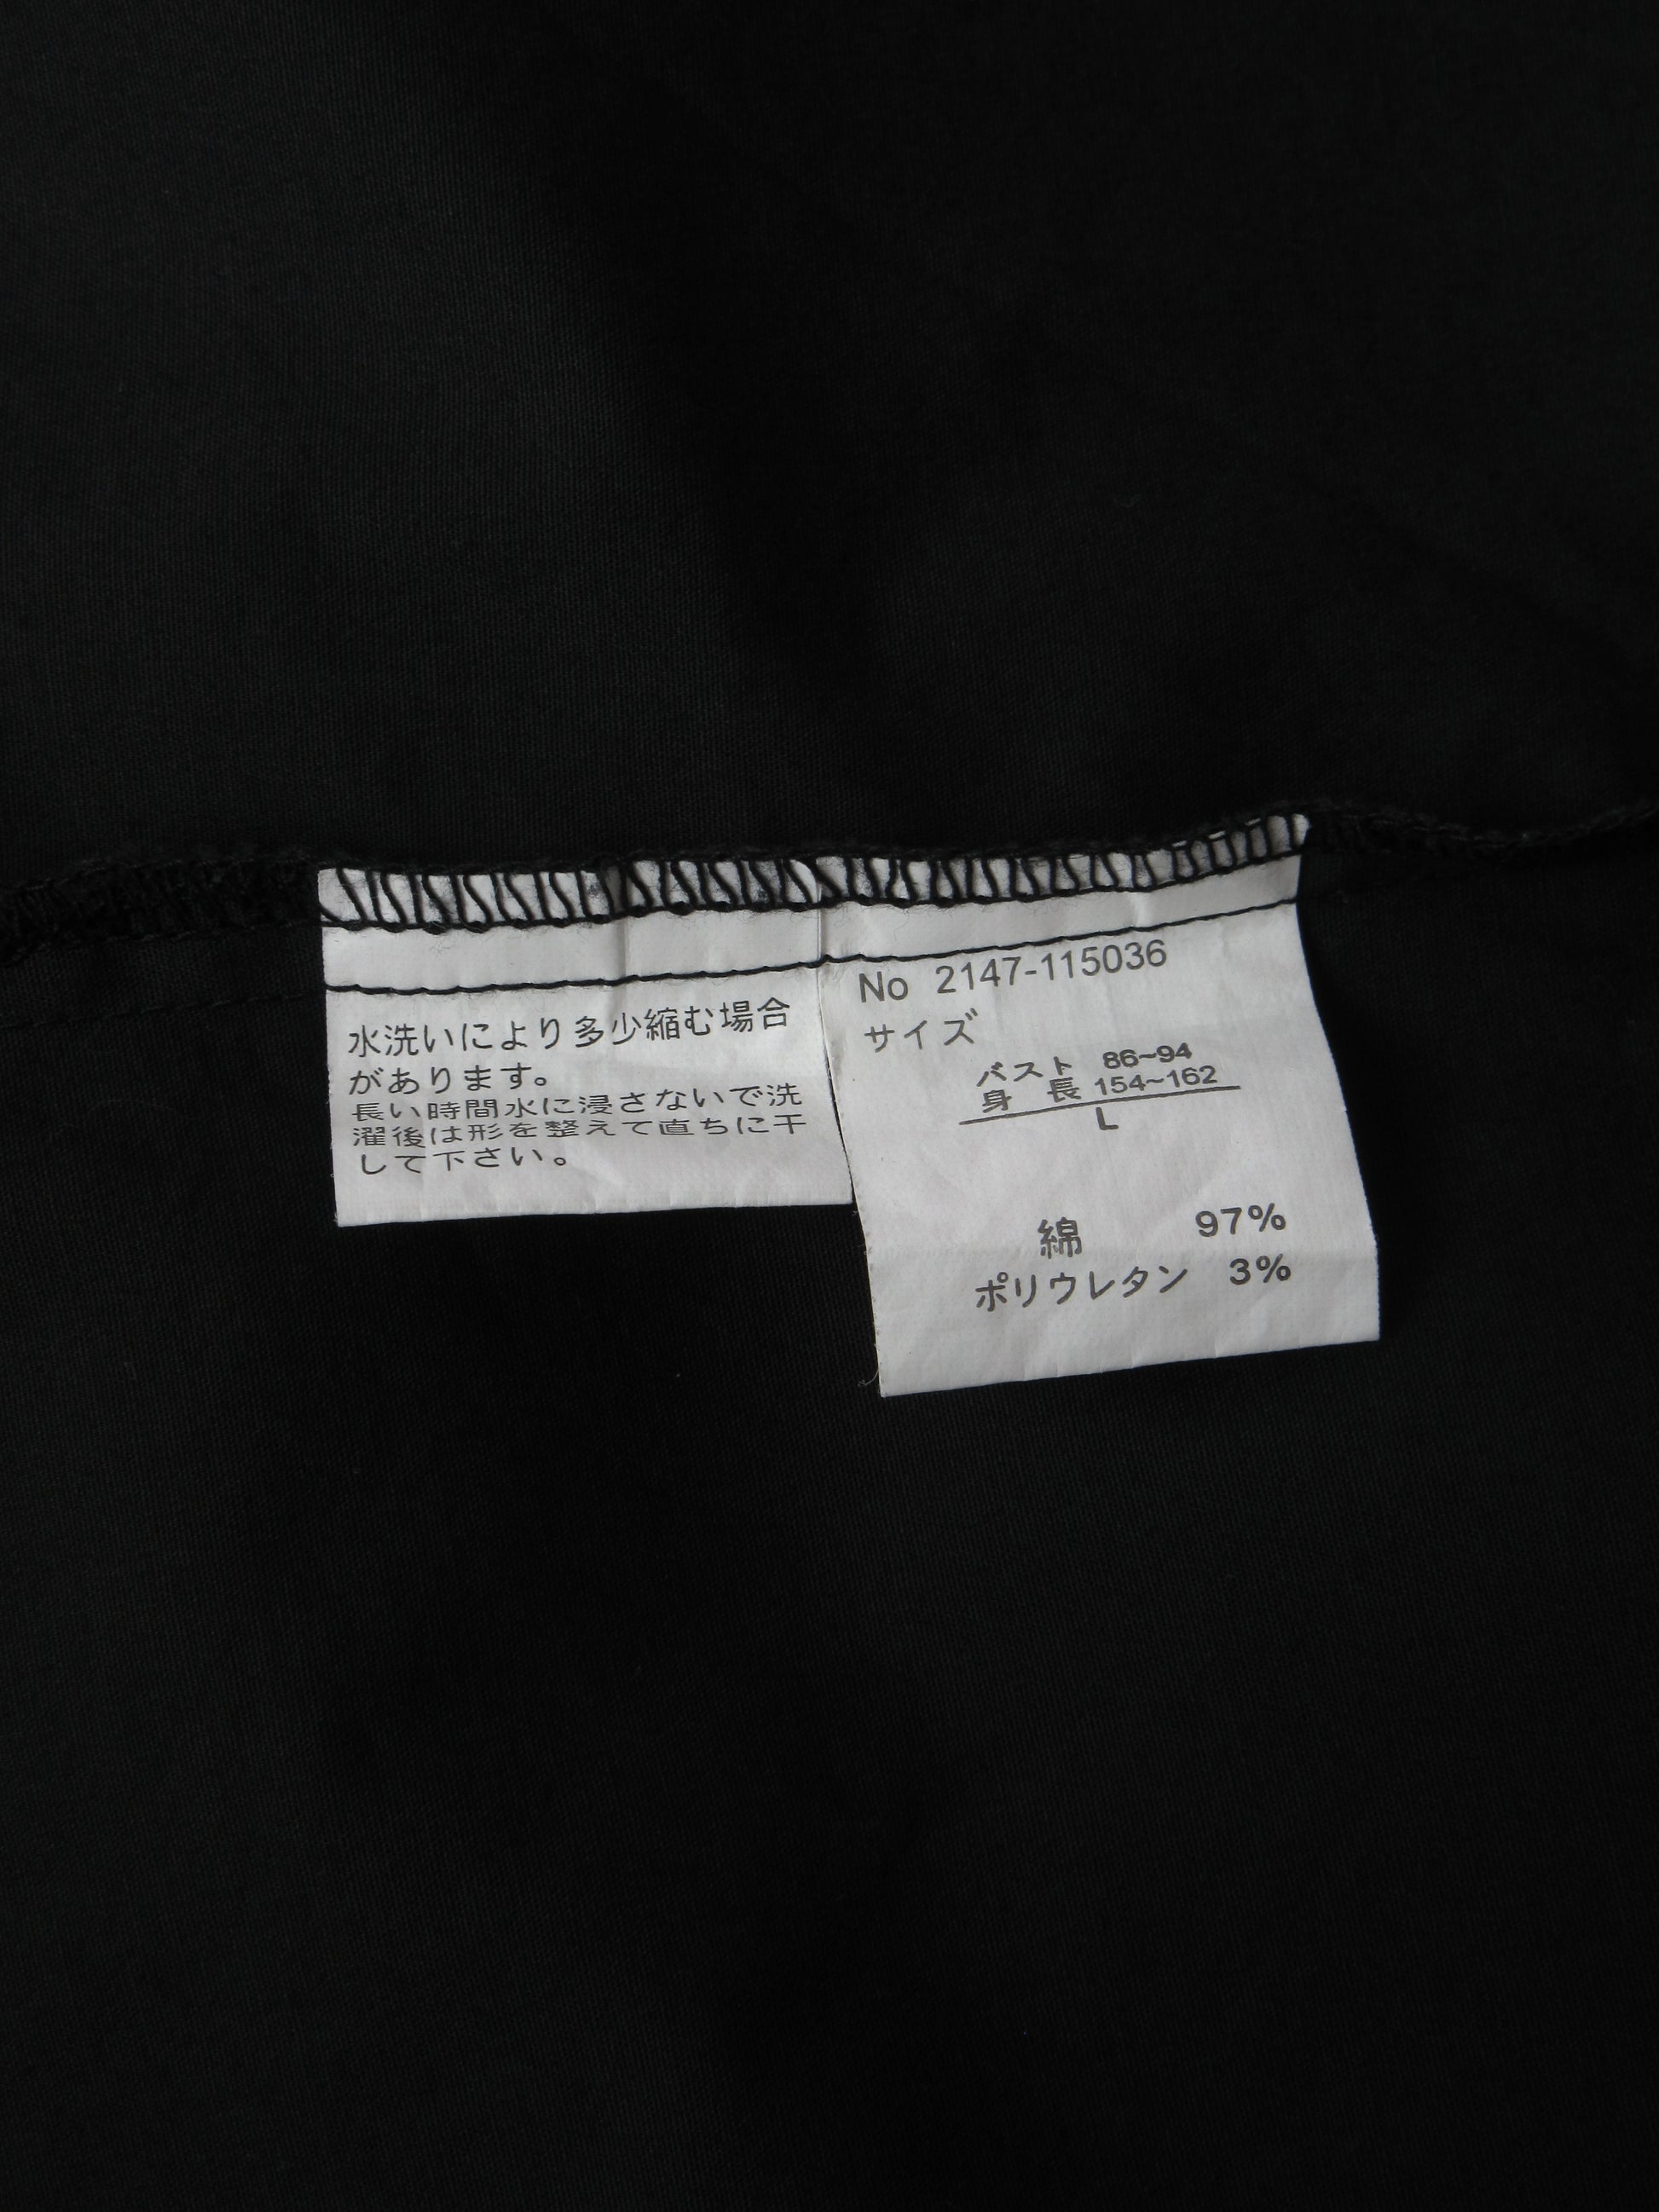 水洗いにより多少縮む場合
があります。
長い時間水に浸さないで洗
濯後は形を整えて直ちに干
して下さい。
No 2147-115036
サイズ
バスト 86~94
身 長 154~162
L
綿 97%
ポリウレタン 3%